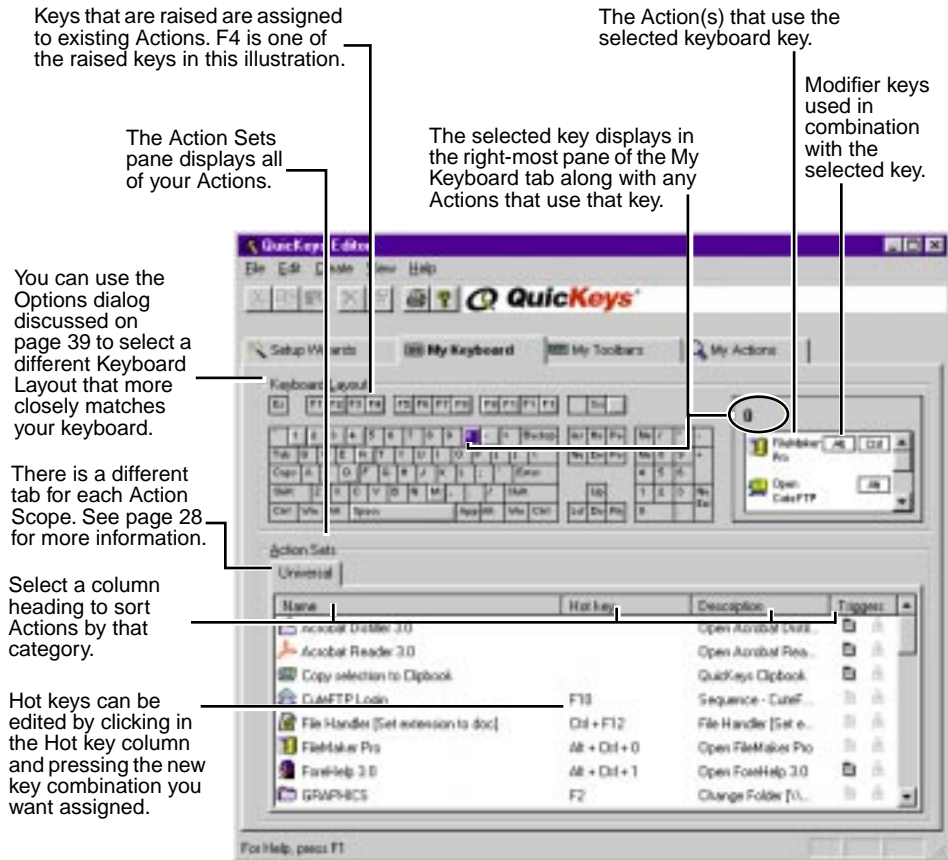 Keys that are raised are assigned
to existing Actions. F4 is one of
the raised keys in this illustration.
The Action(s) that use the
selected keyboard key.
Modifier keys
used in
combination
with the
selected key.
The Action Sets
pane displays all
of your Actions.
The selected key displays in
the right-most pane of the My
Keyboard tab along with any
Actions that use that key.
You can use the
Options dialog
discussed on
page 39 to select a
different Keyboard
Layout that more
closely matches
your keyboard.
There is a different
tab for each Action
Scope. See page 28
for more information.
Select a column
heading to sort
Actions by that
category.
Hot keys can be
edited by clicking in
the Hot key column
and pressing the new
key combination you
want assigned.
QuicKeys Editor
File Edit Create View Help
QuicKeys
Setup Wizards My Keyboard My Toolbars My Actions
Keyboard Layout
0
FileMaker Pro Alt Ctrl
Open CuteFTP Alt
Action Sets
Universal
Name Hot key Description Triggers
Acrobat Distiller 3.0 Open Acrobat Distil...
Acrobat Reader 3.0 Open Acrobat Rea...
Copy selection to Clipbook QuicKeys Clipbook
CuteFTP Login F10 Sequence - CuteF...
File Handler [Set extension to doc] Ctrl + F12 File Handler [Set e...
FileMaker Pro Alt + Ctrl + 0 Open FileMaker Pro
ForeHelp 3.0 Alt + Ctrl + 1 Open ForeHelp 3.0
GRAPHICS F2 Change Folder [\\...
For Help, press F1